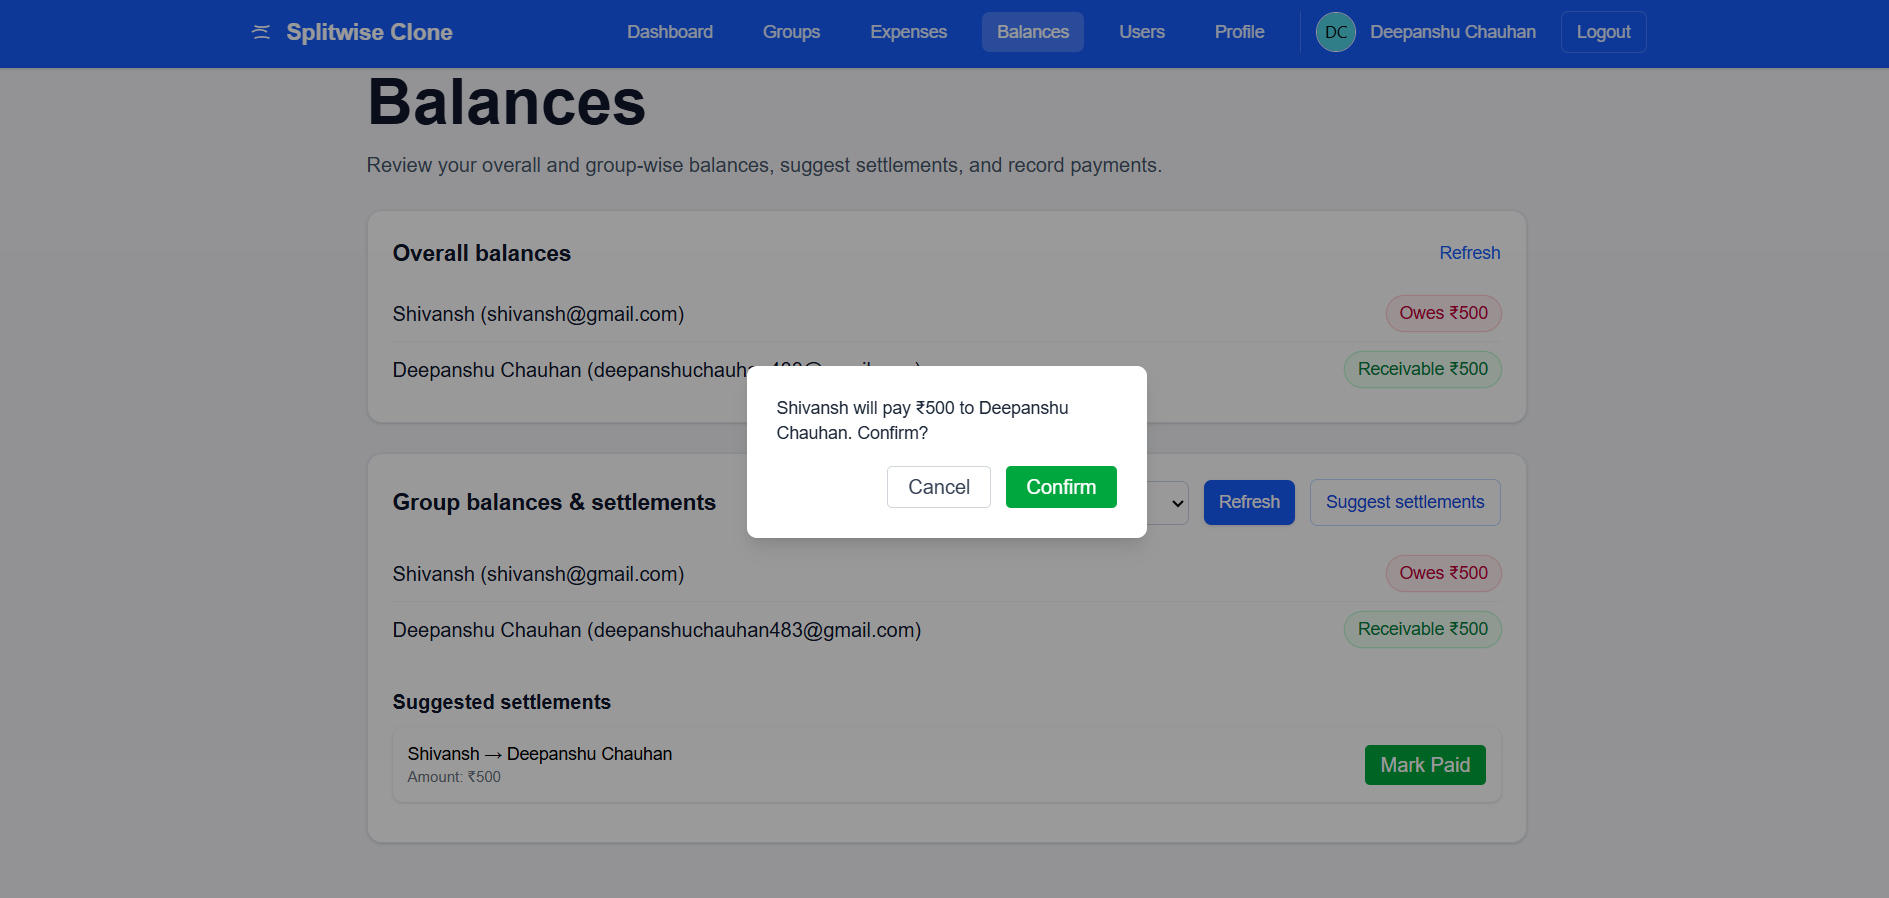 Splitwise Clone
Dashboard
Groups
Expenses
Balances
Users
Profile
DC
Deepanshu Chauhan
Logout
Balances
Review your overall and group-wise balances, suggest settlements, and record payments.
Overall balances
Refresh
Shivansh (shivansh@gmail.com)
Owes ₹500
Deepanshu Chauhan
Receivable ₹500
Shivansh will pay ₹500 to Deepanshu
Chauhan. Confirm?
Cancel
Confirm
Group balances & settlements
Refresh
Suggest settlements
Shivansh (shivansh@gmail.com)
Owes ₹500
Deepanshu Chauhan (deepanshuchauhan483@gmail.com)
Receivable ₹500
Suggested settlements
Shivansh → Deepanshu Chauhan
Amount: ₹500
Mark Paid